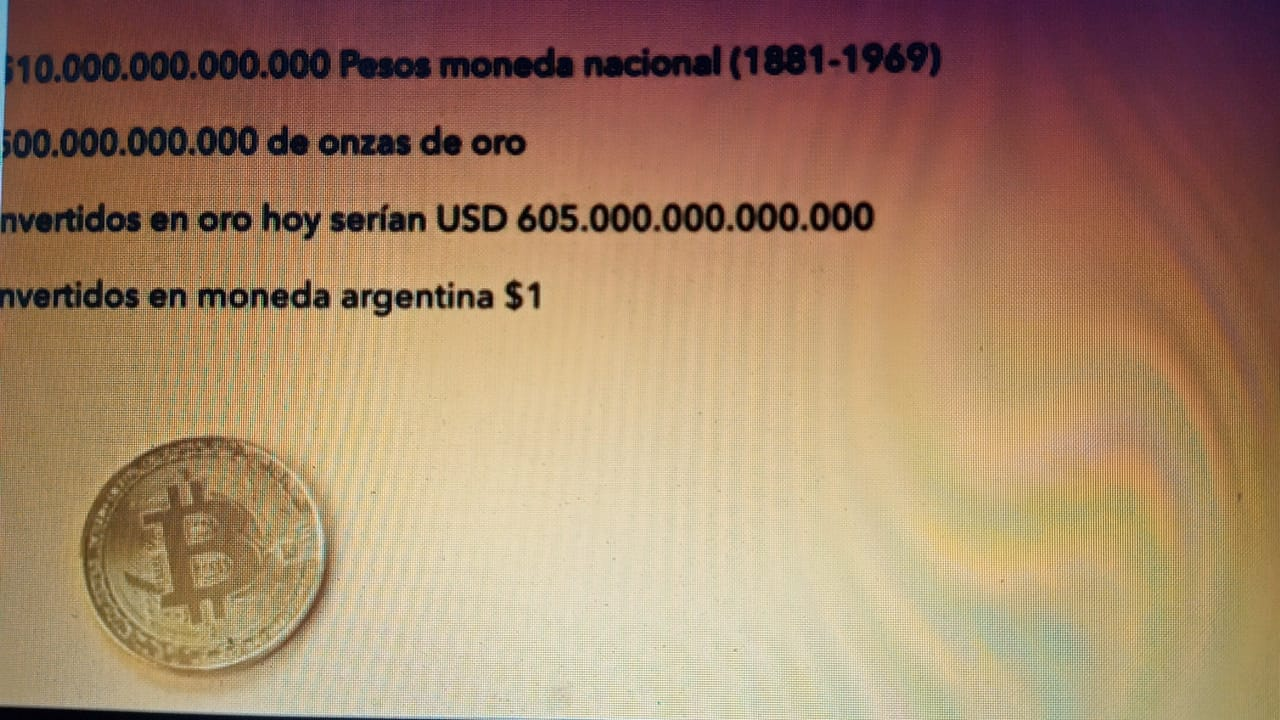 $10.000.000.000.000 Pesos moneda nacional (1881-1969)
500.000.000.000 de onzas de oro
nvertidos en oro hoy serían USD 605.000.000.000.000
nvertidos en moneda argentina $1